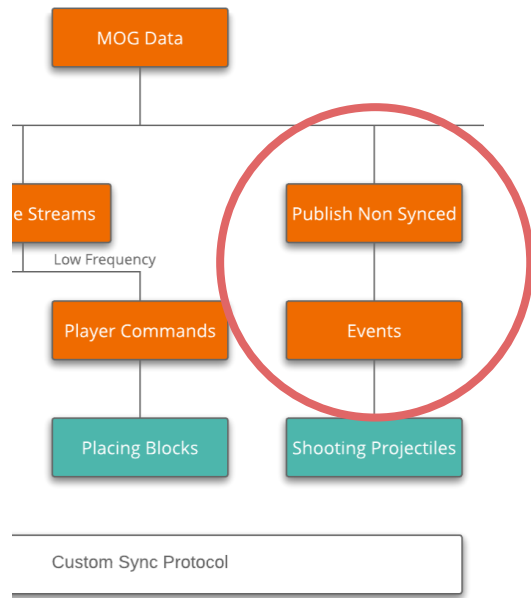 MOG Data
e Streams
Publish Non Synced
Low Frequency
Player Commands
Events
Placing Blocks
Shooting Projectiles
Custom Sync Protocol